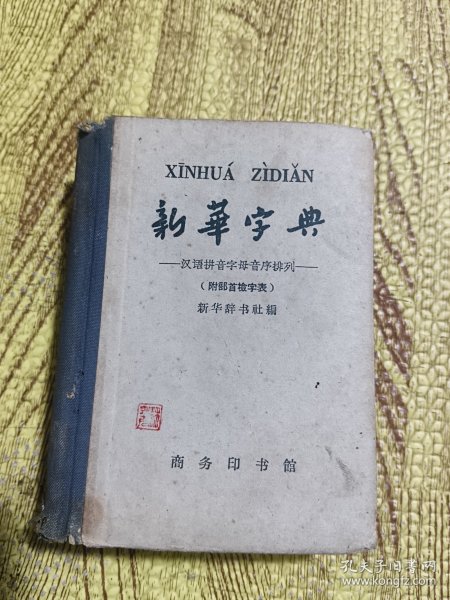 XĪNHUÁ ZÌDIǍN
新華字典
——汉语拼音字母音序排列——
(附部首檢字表)
新华辞书社編
商务印书館
孔夫子旧书网
www.kongfz.com